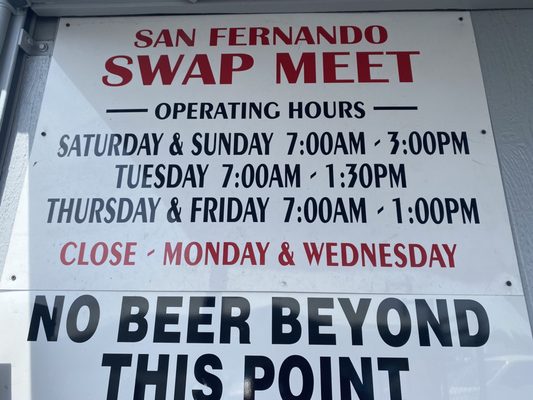 SAN FERNANDO
SWAP MEET
OPERATING HOURS
SATURDAY & SUNDAY 7:00AM - 3:00PM
TUESDAY 7:00AM - 1:30PM
THURSDAY & FRIDAY 7:00AM - 1:00PM
CLOSE - MONDAY & WEDNESDAY
NO BEER BEYOND
THIS POINT